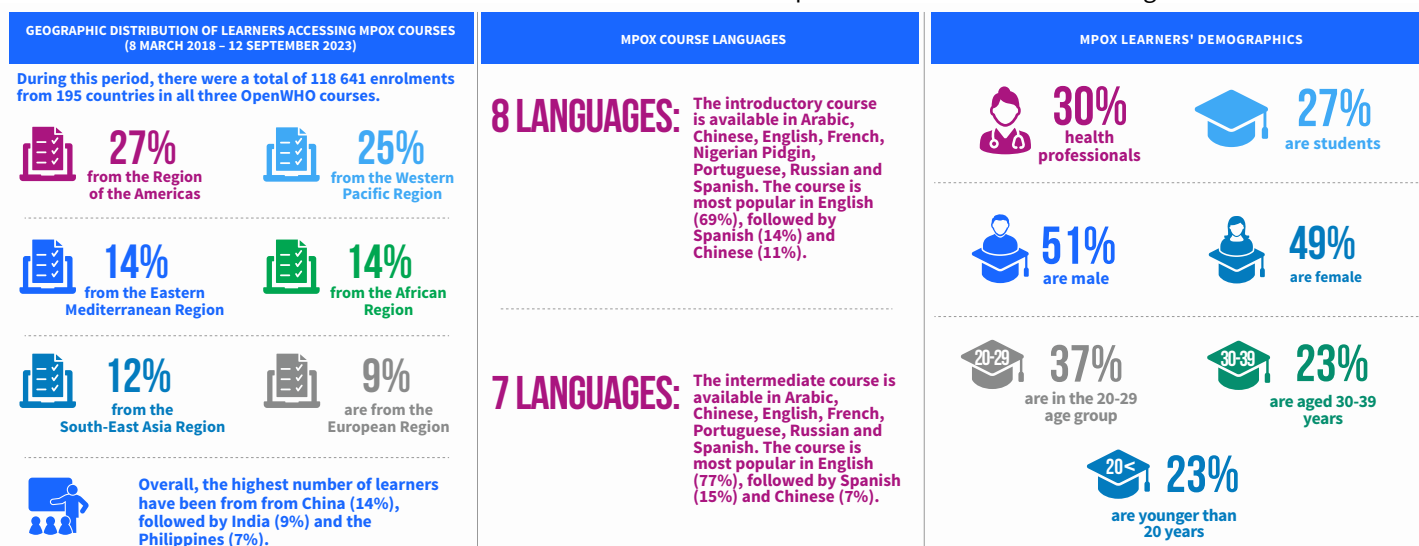 GEOGRAPHIC DISTRIBUTION OF LEARNERS ACCESSING MPOX COURSES
(8 MARCH 2018 – 12 SEPTEMBER 2023)
During this period, there were a total of 118 641 enrolments
from 195 countries in all three OpenWHO courses.
27%
from the Region
of the Americas
25%
from the Western
Pacific Region
14%
from the Eastern
Mediterranean Region
14%
from the African
Region
12%
from the
South-East Asia Region
9%
are from the
European Region
Overall, the highest number of learners
have been from from China (14%),
followed by India (9%) and the
Philippines (7%).
MPOX COURSE LANGUAGES
8 LANGUAGES:
The introductory course
is available in Arabic,
Chinese, English, French,
Nigerian Pidgin,
Portuguese, Russian and
Spanish. The course is
most popular in English
(69%), followed by
Spanish (14%) and
Chinese (11%).
7 LANGUAGES:
The intermediate course is
available in Arabic,
Chinese, English, French,
Portuguese, Russian and
Spanish. The course is
most popular in English
(77%), followed by Spanish
(15%) and Chinese (7%).
MPOX LEARNERS' DEMOGRAPHICS
30%
health
professionals
27%
are students
51%
are male
49%
are female
20-29
37%
are in the 20-29
age group
30-39
23%
are aged 30-39
years
20<
23%
are younger than
20 years